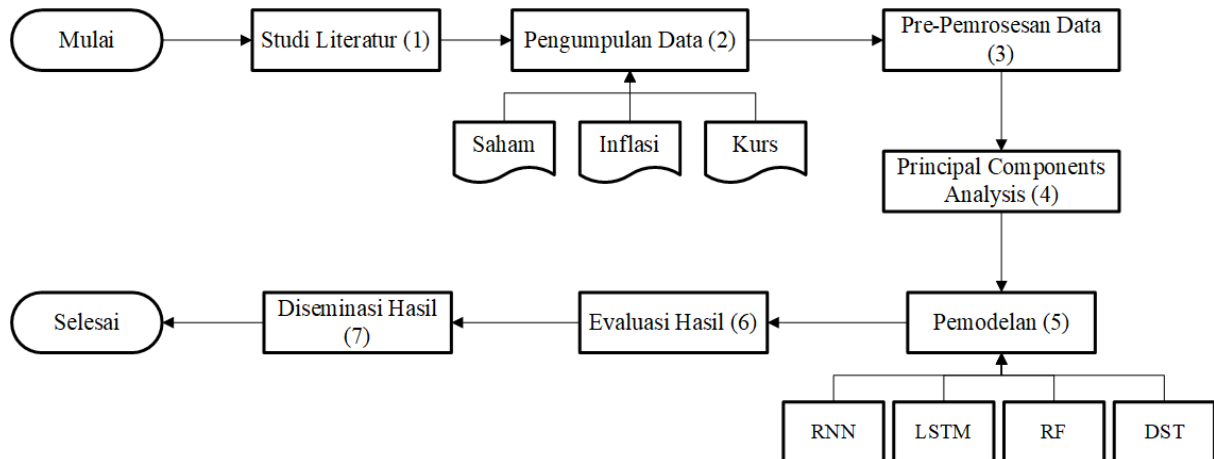 Mulai
Studi Literatur (1)
Pengumpulan Data (2)
Pre-Pemrosesan Data
(3)
Saham
Inflasi
Kurs
Principal Components
Analysis (4)
Selesai
Diseminasi Hasil
(7)
Evaluasi Hasil (6)
Pemodelan (5)
RNN
LSTM
RF
DST